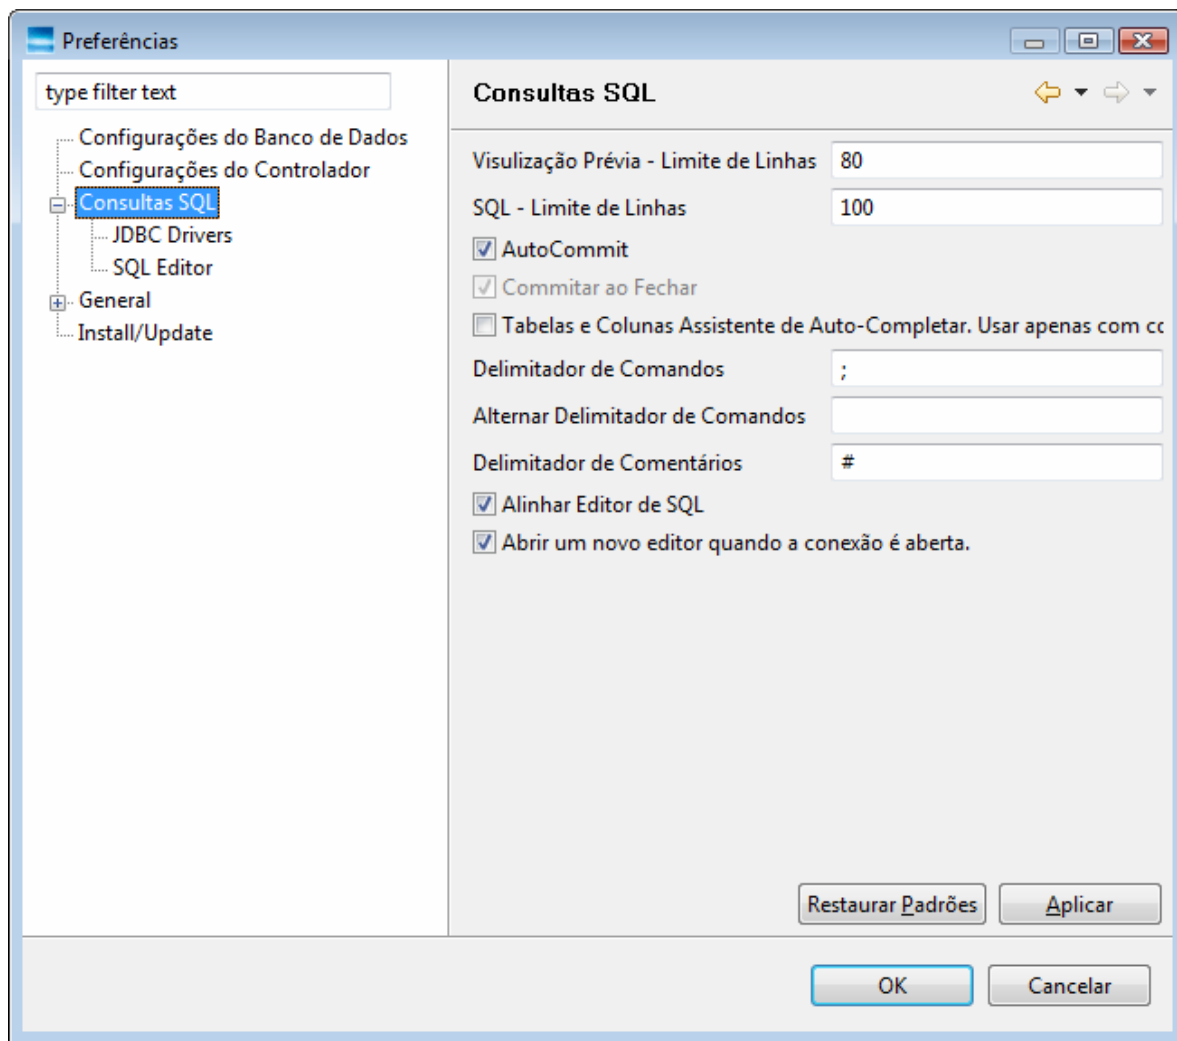 Preferências
type filter text
Configurações do Banco de Dados
Configurações do Controlador
Consultas SQL
JDBC Drivers
SQL Editor
General
Install/Update
Consultas SQL
Visulização Prévia - Limite de Linhas 80
SQL - Limite de Linhas 100
AutoCommit
Commitar ao Fechar
Tabelas e Colunas Assistente de Auto-Completar. Usar apenas com
Delimitador de Comandos ;
Alternar Delimitador de Comandos
Delimitador de Comentários #
Alinhar Editor de SQL
Abrir um novo editor quando a conexão é aberta.
Restaurar Padrões Aplicar
OK Cancelar